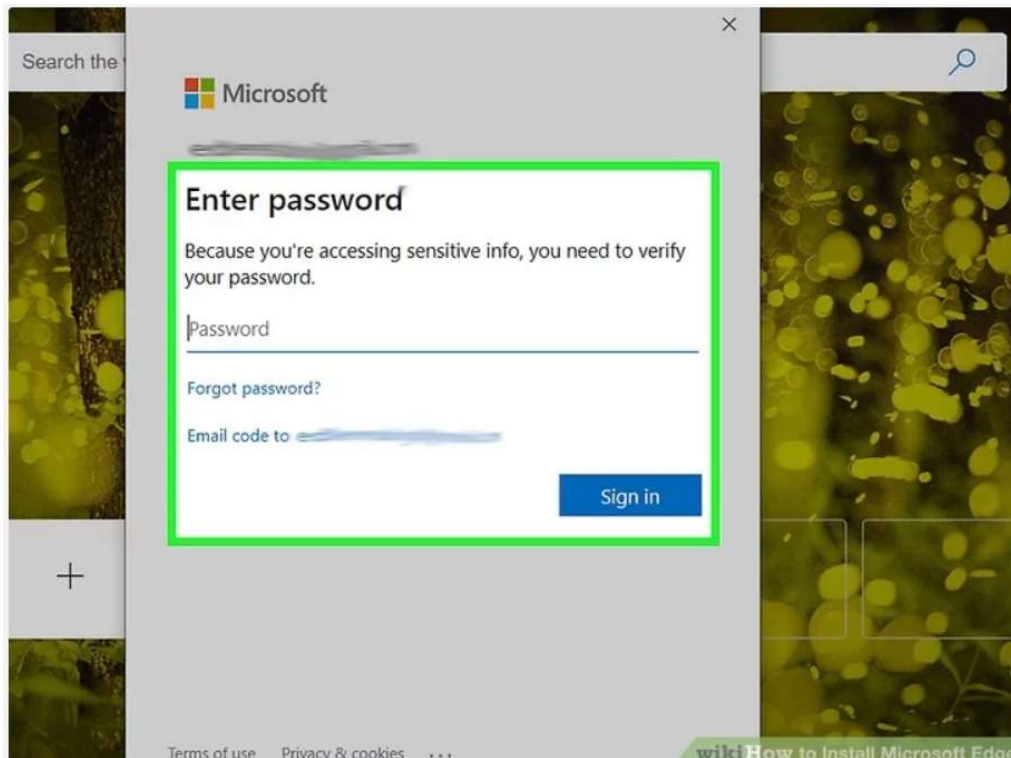 Search the
Microsoft
Enter password
Because you're accessing sensitive info, you need to verify
your password.
Password
Forgot password?
Email code to
Sign in
Terms of use Privacy & cookies ...
wikiHow to Install Microsoft Edge